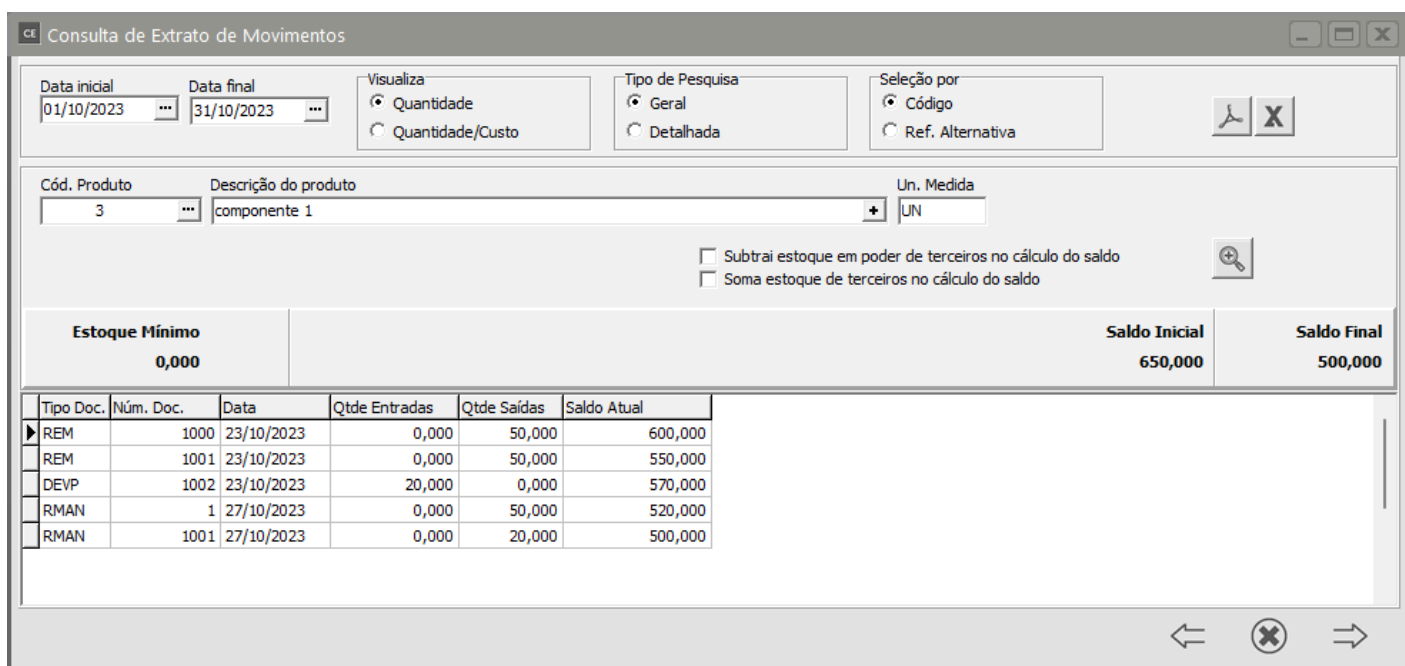 CE Consulta de Extrato de Movimentos
Data inicial Data final Visualiza Tipo de Pesquisa Seleção por
01/10/2023 ... 31/10/2023 ... Quantidade Geral Código
Quantidade/Custo Detalhada Ref. Alternativa
X
Cód. Produto Descrição do produto Un. Medida
3 ... componente 1 + UN
Subtrai estoque em poder de terceiros no cálculo do saldo
Soma estoque de terceiros no cálculo do saldo
Estoque Mínimo Saldo Inicial Saldo Final
0,000 650,000 500,000
Tipo Doc. Núm. Doc. Data Qtde Entradas Qtde Saídas Saldo Atual
REM 1000 23/10/2023 0,000 50,000 600,000
REM 1001 23/10/2023 0,000 50,000 550,000
DEVP 1002 23/10/2023 20,000 0,000 570,000
RMAN 1 27/10/2023 0,000 50,000 520,000
RMAN 1001 27/10/2023 0,000 20,000 500,000